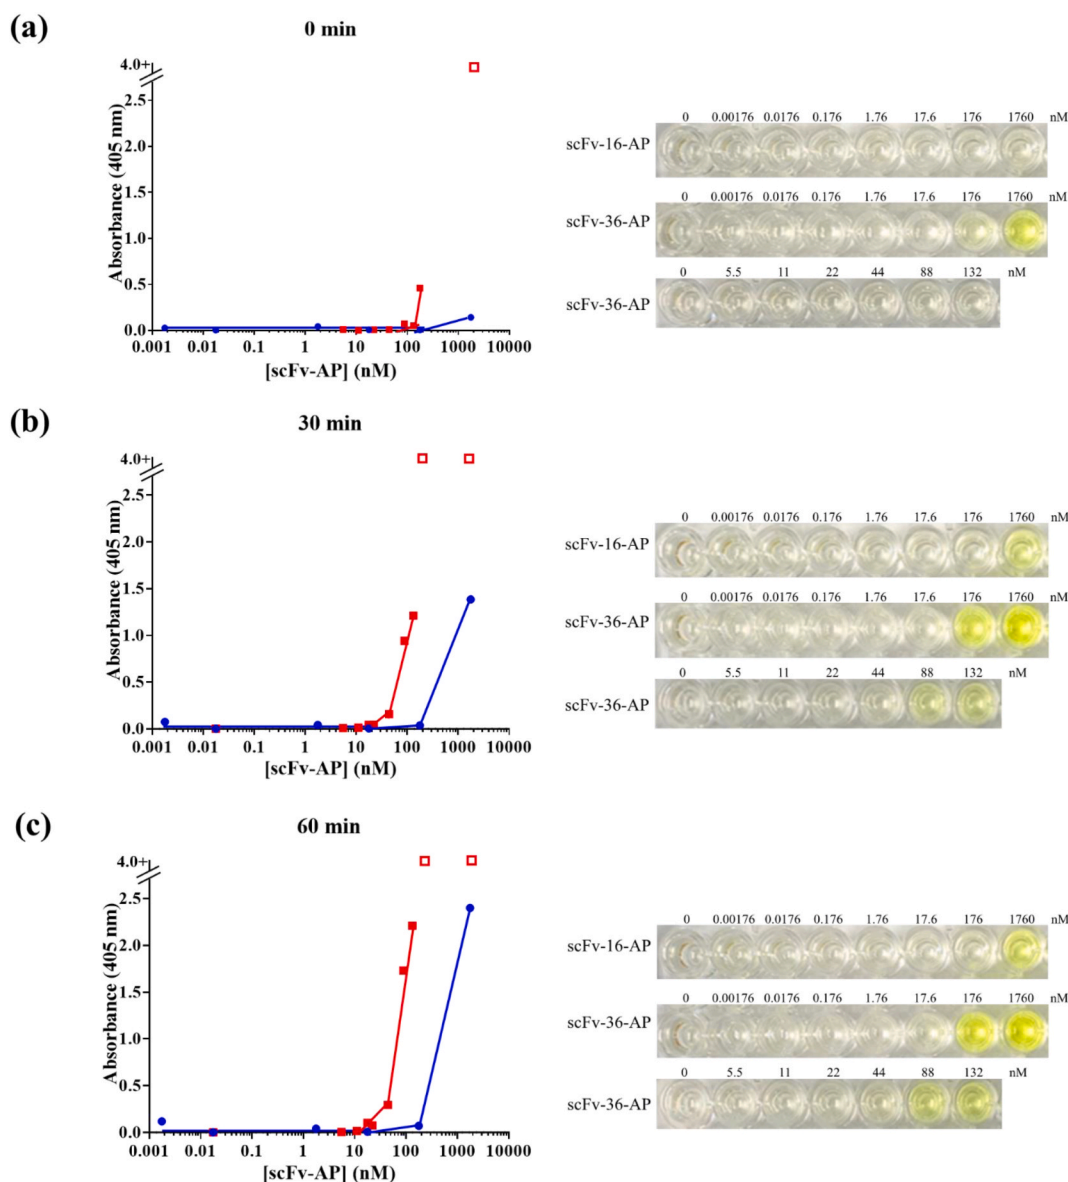 (a)
0 min
4.0+
2.5
2.0
1.5
1.0
0.5
0.0
Absorbance (405 nm)
0.001 0.01 0.1 1 10 100 1000 10000
[scFv-AP] (nM)
0 0.00176 0.0176 0.176 1.76 17.6 176 1760 nM
scFv-16-AP
0 0.00176 0.0176 0.176 1.76 17.6 176 1760 nM
scFv-36-AP
0 5.5 11 22 44 88 132 nM
scFv-36-AP
(b)
30 min
4.0+
2.5
2.0
1.5
1.0
0.5
0.0
Absorbance (405 nm)
0.001 0.01 0.1 1 10 100 1000 10000
[scFv-AP] (nM)
0 0.00176 0.0176 0.176 1.76 17.6 176 1760 nM
scFv-16-AP
0 0.00176 0.0176 0.176 1.76 17.6 176 1760 nM
scFv-36-AP
0 5.5 11 22 44 88 132 nM
scFv-36-AP
(c)
60 min
4.0+
2.5
2.0
1.5
1.0
0.5
0.0
Absorbance (405 nm)
0.001 0.01 0.1 1 10 100 1000 10000
[scFv-AP] (nM)
0 0.00176 0.0176 0.176 1.76 17.6 176 1760 nM
scFv-16-AP
0 0.00176 0.0176 0.176 1.76 17.6 176 1760 nM
scFv-36-AP
0 5.5 11 22 44 88 132 nM
scFv-36-AP